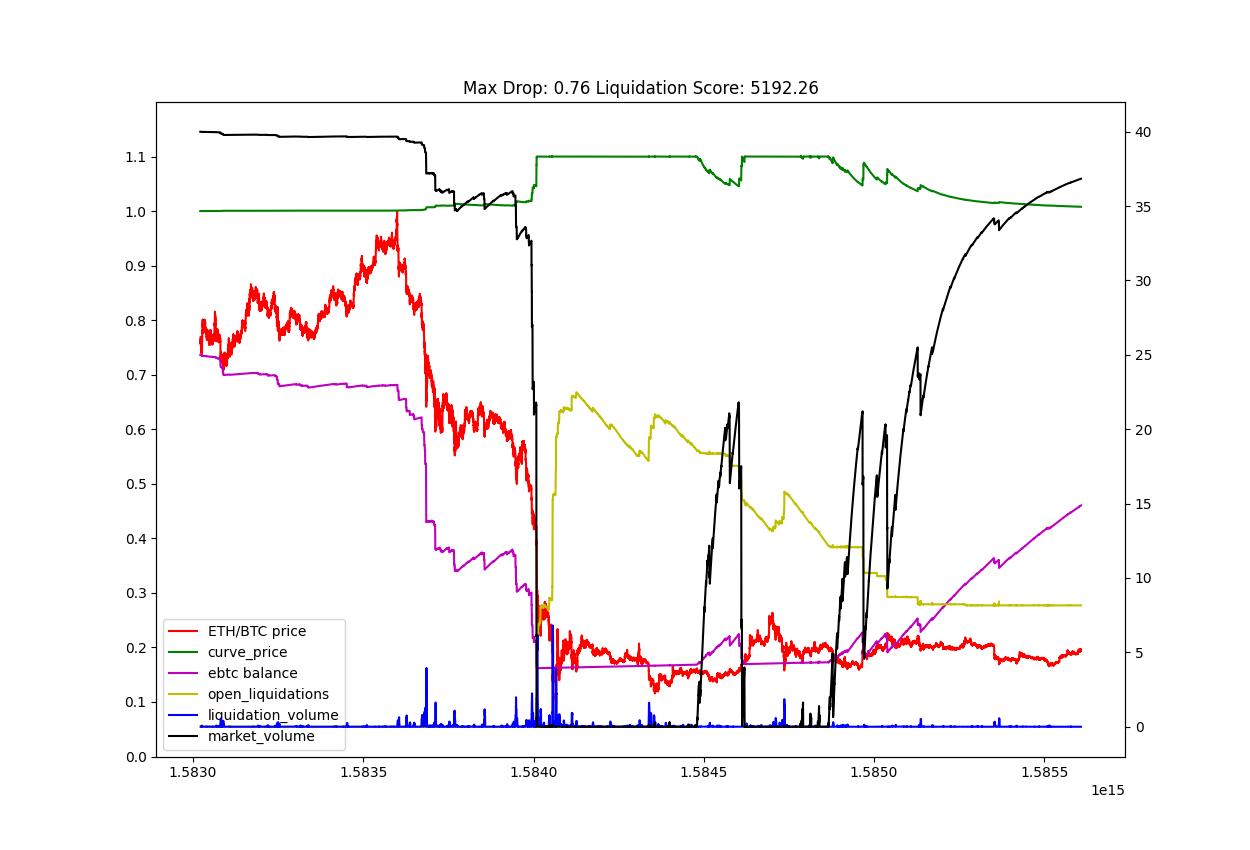 Max Drop: 0.76 Liquidation Score: 5192.26
1.1
1.0
0.9
0.8
0.7
0.6
0.5
0.4
0.3
0.2
0.1
0.0
40
35
30
25
20
15
10
5
0
ETH/BTC price
curve_price
ebtc balance
open_liquidations
liquidation_volume
market_volume
1.5830 1.5835 1.5840 1.5845 1.5850 1.5855
1e15